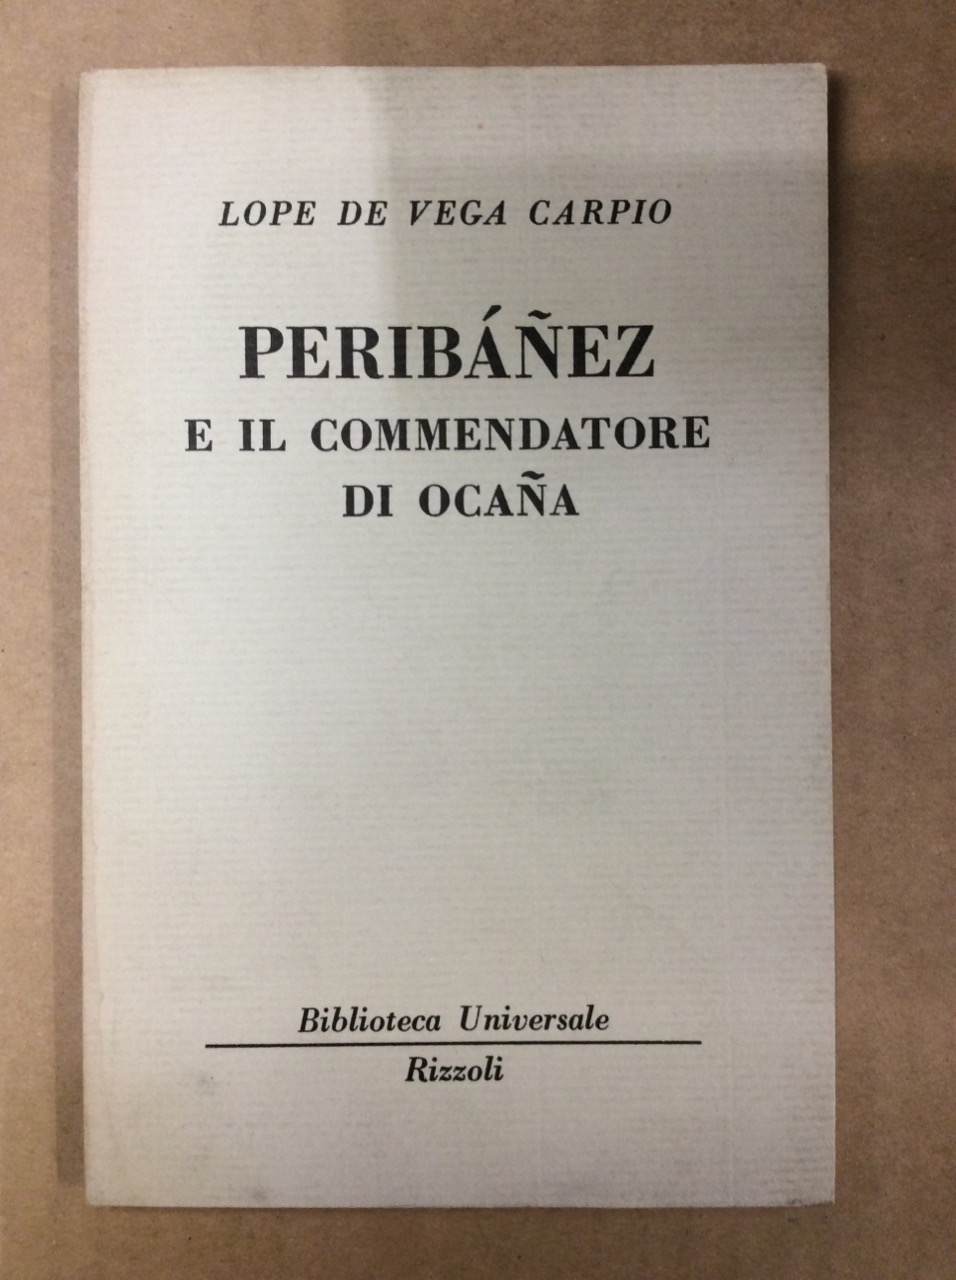 LOPE DE VEGA CARPIO
PERIBÁÑEZ
E IL COMMENDATORE
DI OCAÑA
Biblioteca Universale
Rizzoli